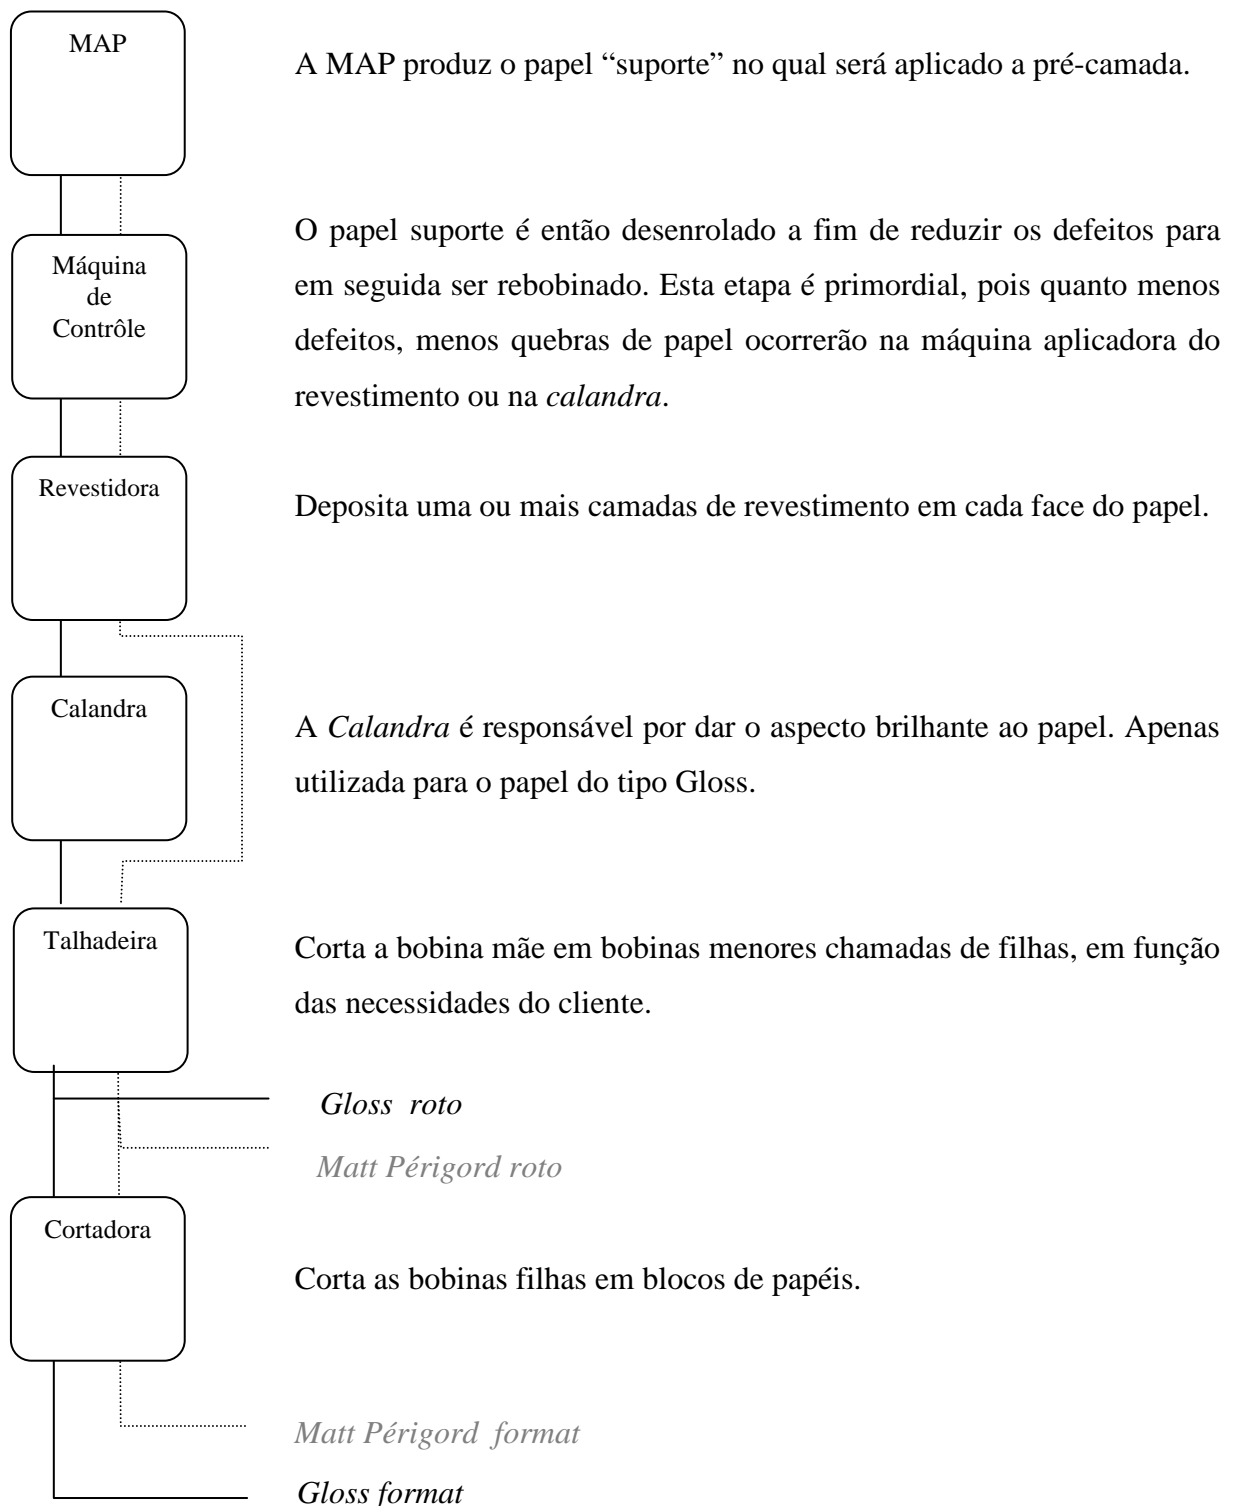 MAP
A MAP produz o papel “suporte” no qual será aplicado a pré-camada.
Máquina
de
Contrôle
O papel suporte é então desenrolado a fim de reduzir os defeitos para
em seguida ser rebobinado. Esta etapa é primordial, pois quanto menos
defeitos, menos quebras de papel ocorrerão na máquina aplicadora do
revestimento ou na calandra.
Revestidora
Deposita uma ou mais camadas de revestimento em cada face do papel.
Calandra
A Calandra é responsável por dar o aspecto brilhante ao papel. Apenas
utilizada para o papel do tipo Gloss.
Talhadeira
Corta a bobina mãe em bobinas menores chamadas de filhas, em função
das necessidades do cliente.
Gloss roto
Matt Périgord roto
Cortadora
Corta as bobinas filhas em blocos de papéis.
Matt Périgord format
Gloss format